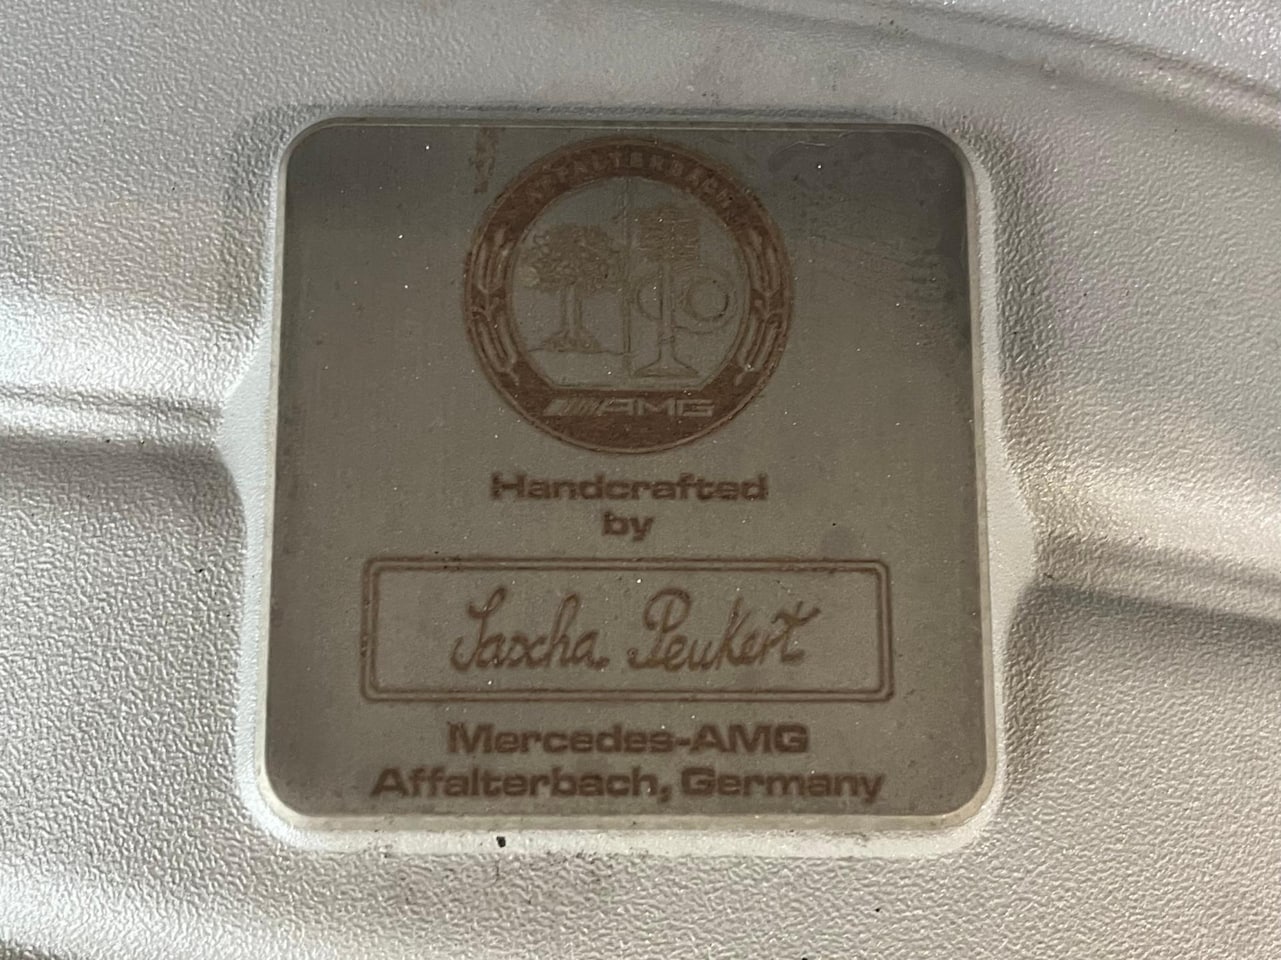 AFFALTERBACH
AMG
Handcrafted
by
Sascha Peukert
Mercedes-AMG
Affalterbach, Germany